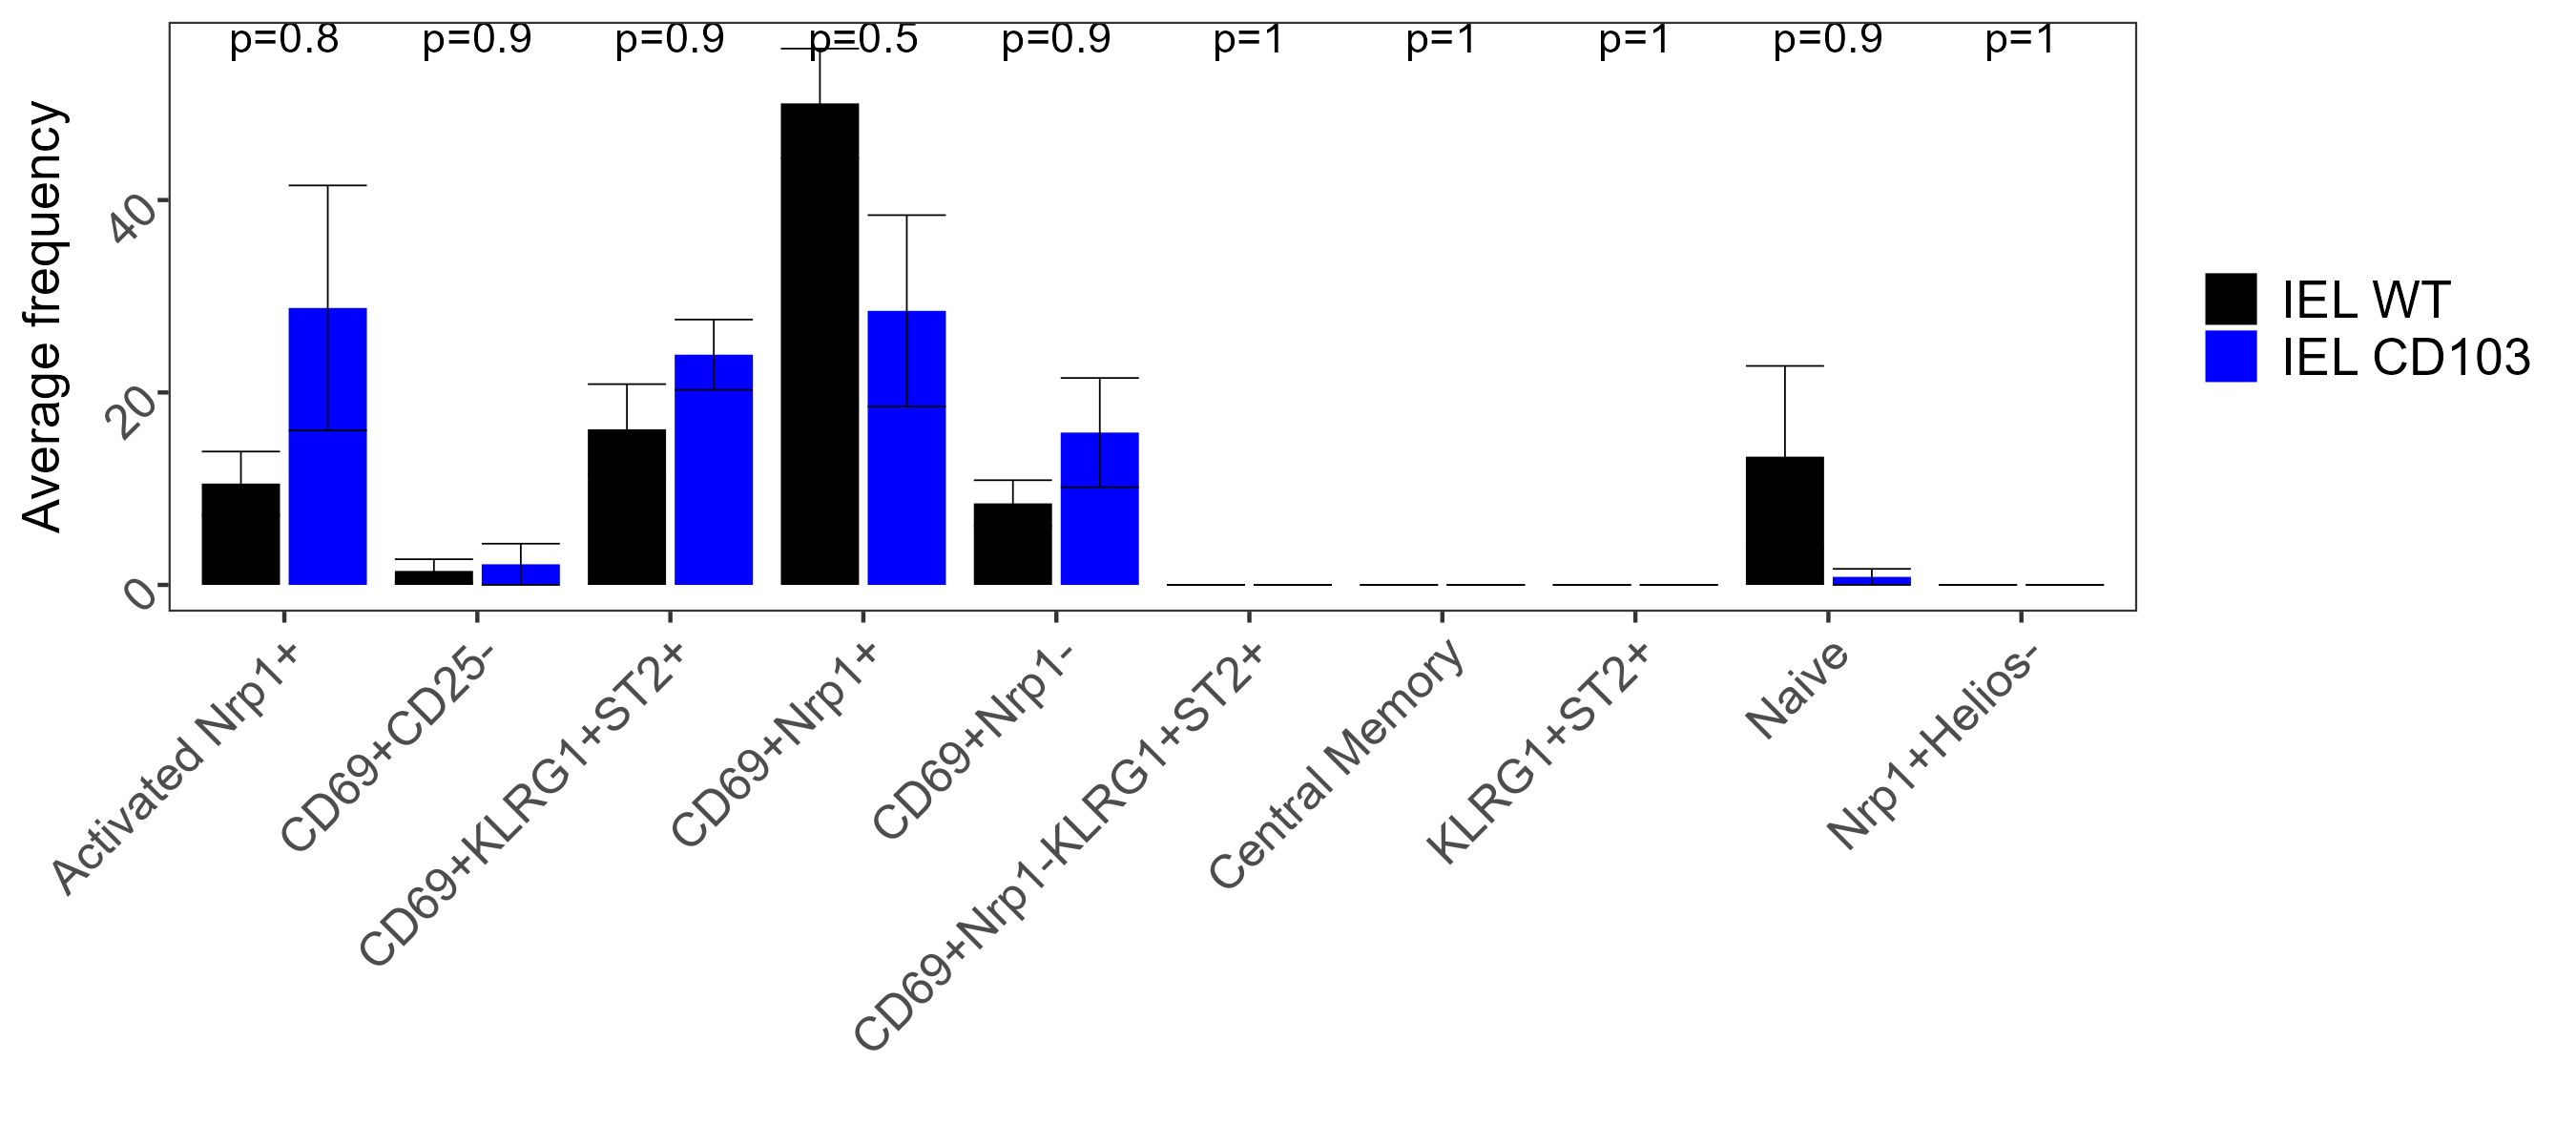 p=0.8 p=0.9 p=0.9 p=0.5 p=0.9 p=1 p=1 p=1 p=0.9 p=1
Average frequency
40
20
0
IEL WT
IEL CD103
Activated Nrp1+
CD69+CD25-
CD69+KLRG1+ST2+
CD69+Nrp1+
CD69+Nrp1-
CD69+Nrp1-KLRG1+ST2+
Central Memory
KLRG1+ST2+
Naive
Nrp1+Helios-